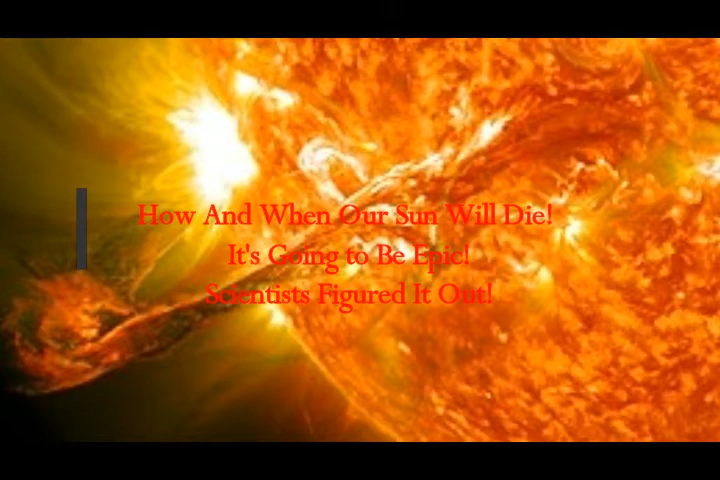 How And When Our Sun Will Die!
It's Going to Be Epic!
Scientists Figured It Out!